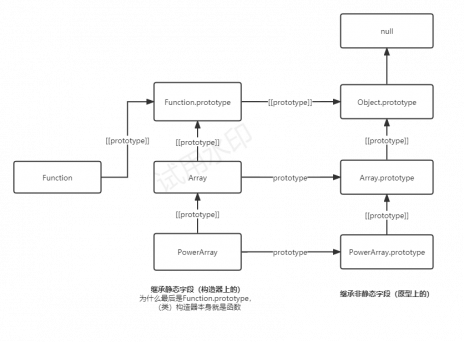 null
Function.prototype
[[prototype]]
Object.prototype
[[prototype]]
[[prototype]]
[[prototype]]
Function
Array
prototype
Array.prototype
试用水印
[[prototype]]
[[prototype]]
PowerArray
prototype
PowerArray.prototype
继承静态字段（构造器上的）
为什么最后是Function.prototype，
（类）构造器本身就是函数
继承非静态字段（原型上的）